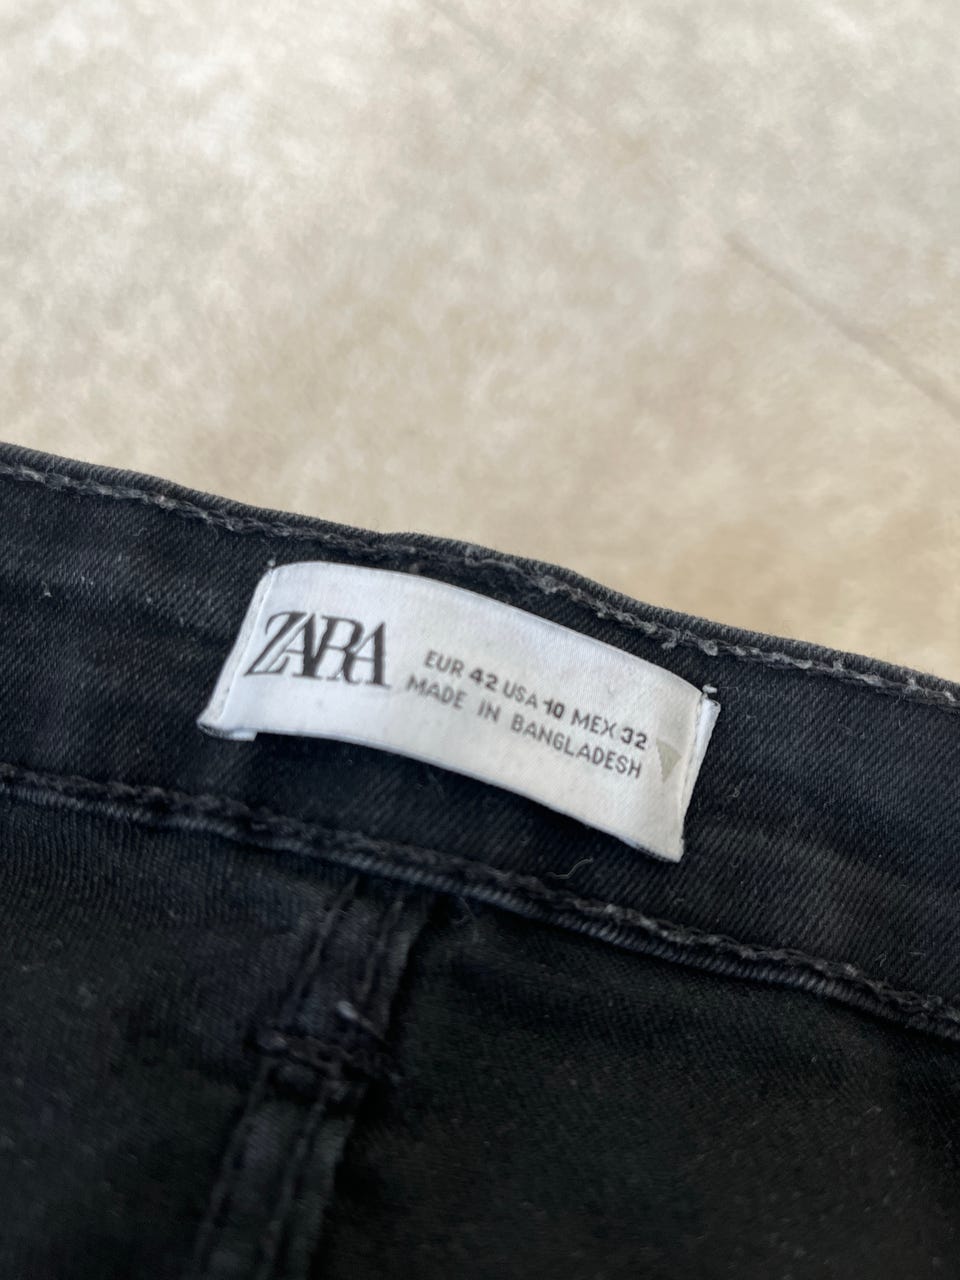 ZARA
EUR 42 USA 10 MEX 32
MADE IN BANGLADESH